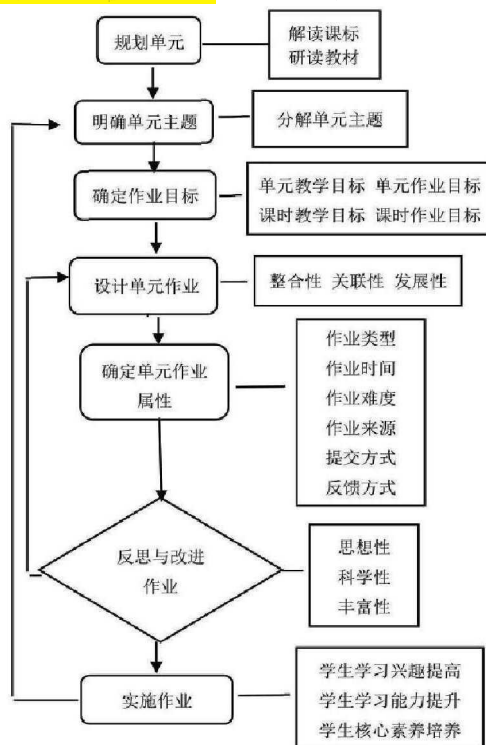 规划单元
解读课标
研读教材
明确单元主题
分解单元主题
确定作业目标
单元教学目标 单元作业目标
课时教学目标 课时作业目标
设计单元作业
整合性 关联性 发展性
确定单元作业
属性
作业类型
作业时间
作业难度
作业来源
提交方式
反馈方式
反思与改进
作业
思想性
科学性
丰富性
实施作业
学生学习兴趣提高
学生学习能力提升
学生核心素养培养